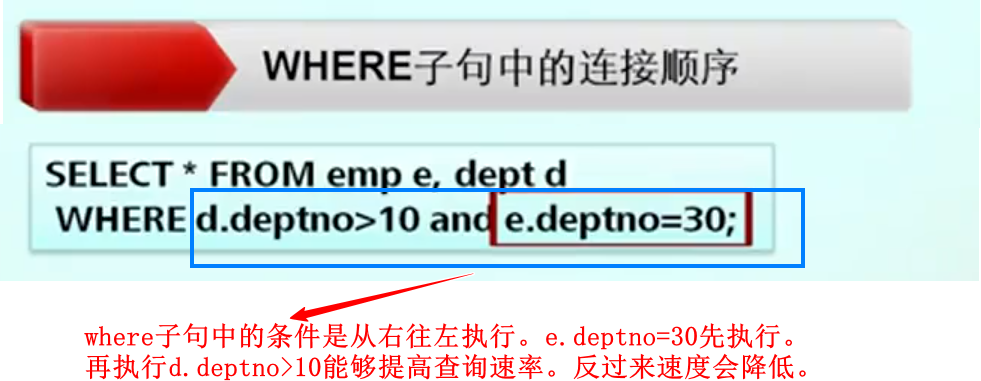 WHERE子句中的连接顺序
SELECT * FROM emp e, dept d
WHERE d.deptno>10 and e.deptno=30;
where子句中的条件是从右往左执行。e.deptno=30先执行。
再执行d.deptno>10能够提高查询速率。反过来速度会降低。